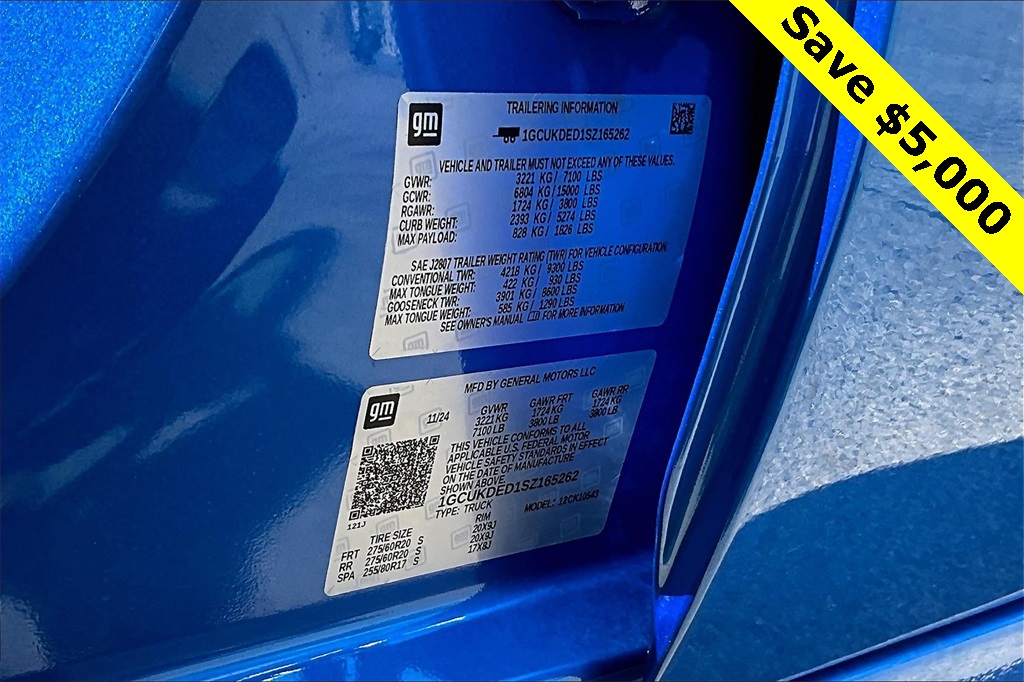 Save $5,000
gm
TRAILERING INFORMATION
1GCUKDED1SZ165262
VEHICLE AND TRAILER MUST NOT EXCEED ANY OF THESE VALUES.
GVWR: 3221 KG / 7100 LBS
GCWR: 6804 KG / 15000 LBS
RGAWR: 1724 KG / 3800 LBS
CURB WEIGHT: 2393 KG / 5274 LBS
MAX PAYLOAD: 828 KG / 1826 LBS
SAE J2807 TRAILER WEIGHT RATING (TWR) FOR VEHICLE CONFIGURATION.
CONVENTIONAL TWR: 4218 KG / 9300 LBS
MAX TONGUE WEIGHT: 422 KG / 930 LBS
GOOSENECK TWR: 3901 KG / 8600 LBS
MAX TONGUE WEIGHT: 585 KG / 1290 LBS
SEE OWNER'S MANUAL FOR MORE INFORMATION
gm
MFD BY GENERAL MOTORS LLC
11/24
GVWR GAWR FRT GAWR RR
3221 KG 1724 KG 1724 KG
7100 LB 3800 LB 3800 LB
THIS VEHICLE CONFORMS TO ALL
APPLICABLE U.S. FEDERAL MOTOR
VEHICLE SAFETY STANDARDS IN EFFECT
ON THE DATE OF MANUFACTURE
SHOWN ABOVE.
1GCUKDED1SZ165262
TYPE: TRUCK MODEL: 12CK10543
121J
TIRE SIZE RIM
FRT 275/60R20 S 20X9J
RR 275/60R20 S 20X9J
SPA 255/80R17 S 17X8J